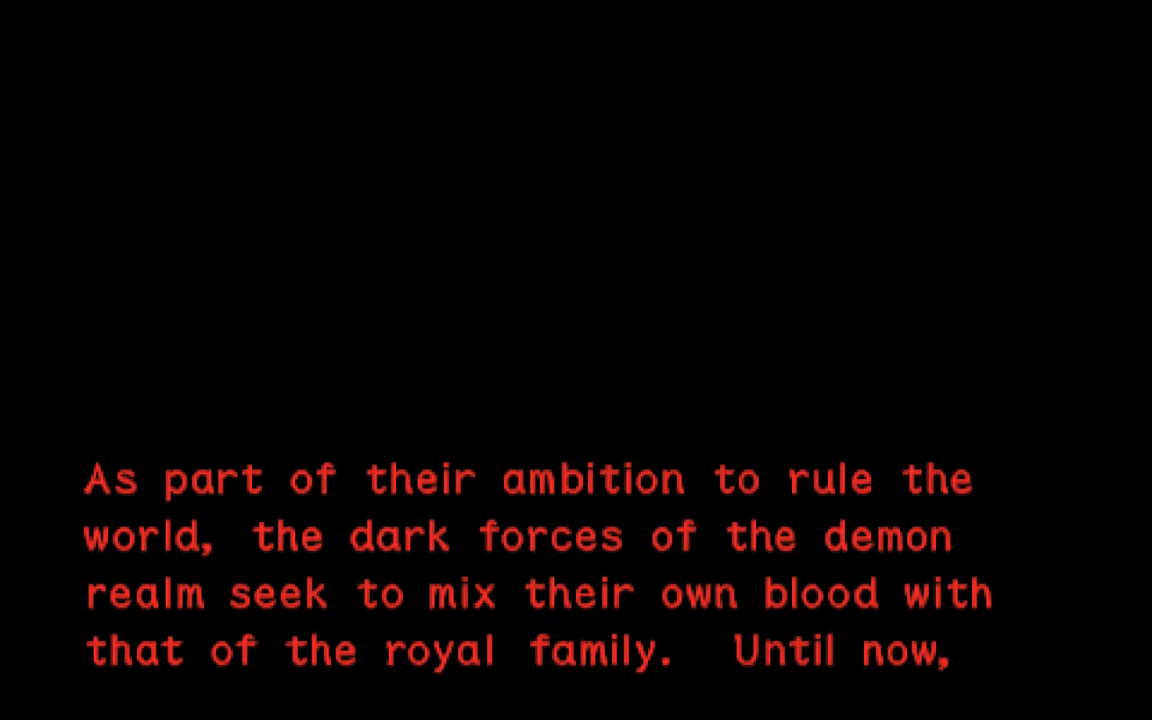 As part of their ambition to rule the
world, the dark forces of the demon
realm seek to mix their own blood with
that of the royal family.  Until now,